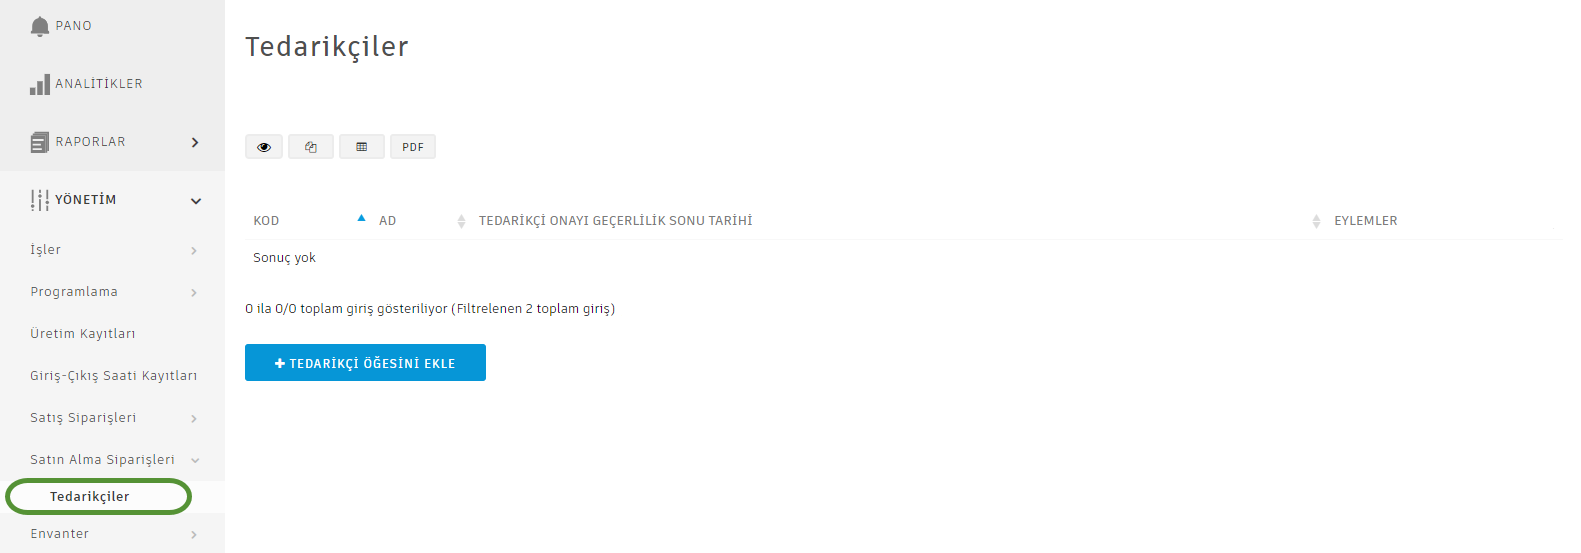 PANO
ANALİTİKLER
RAPORLAR
YÖNETİM
İşler
Programlama
Üretim Kayıtları
Giriş-Çıkış Saati Kayıtları
Satış Siparişleri
Satın Alma Siparişleri
Tedarikçiler
Envanter
Tedarikçiler
PDF
KOD AD TEDARİKÇİ ONAYI GEÇERLİLİK SONU TARİHİ EYLEMLER
Sonuç yok
0 ila 0/0 toplam giriş gösteriliyor (Filtrelenen 2 toplam giriş)
+ TEDARİKÇİ ÖĞESİNİ EKLE